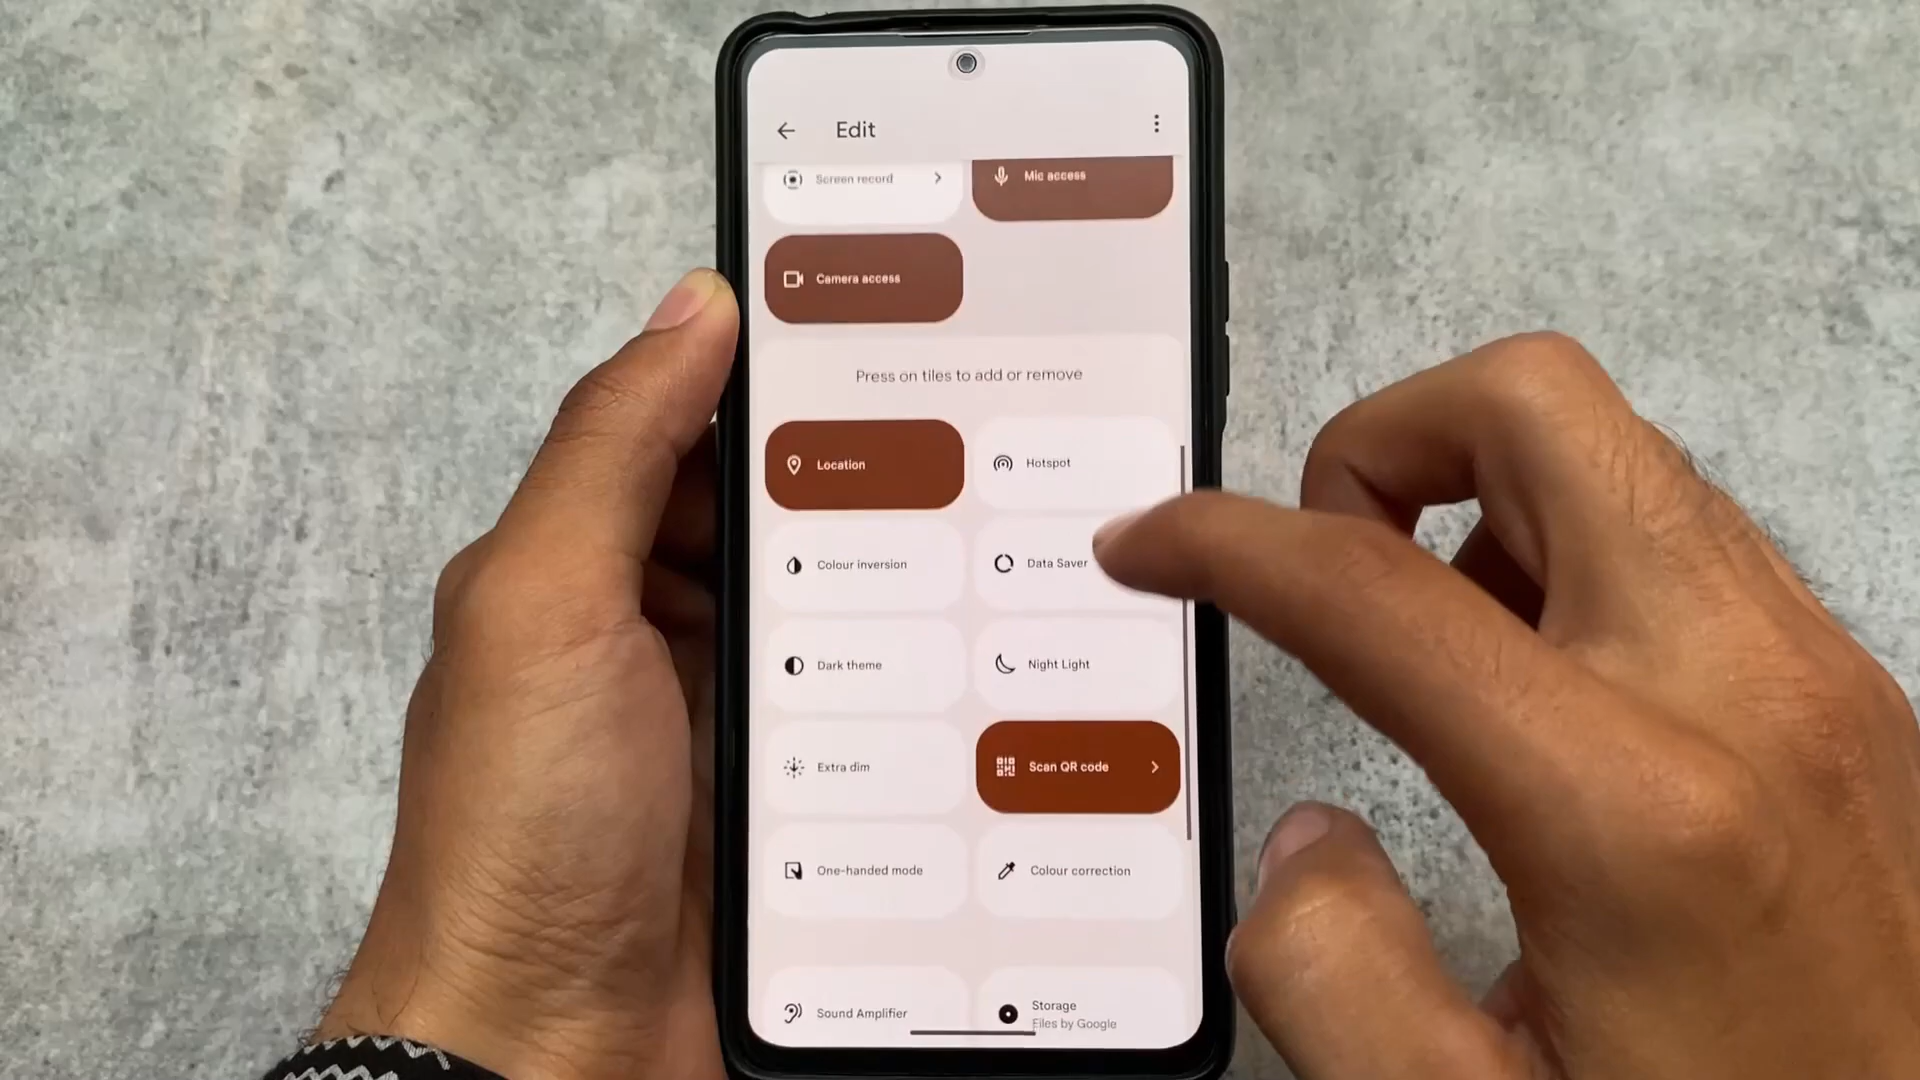 Edit
Screen record
Mic access
Camera access
Press on tiles to add or remove
Location
Hotspot
Colour inversion
Data Saver
Dark theme
Night Light
Extra dim
Scan QR code
One-handed mode
Colour correction
Sound Amplifier
Storage
Files by Google